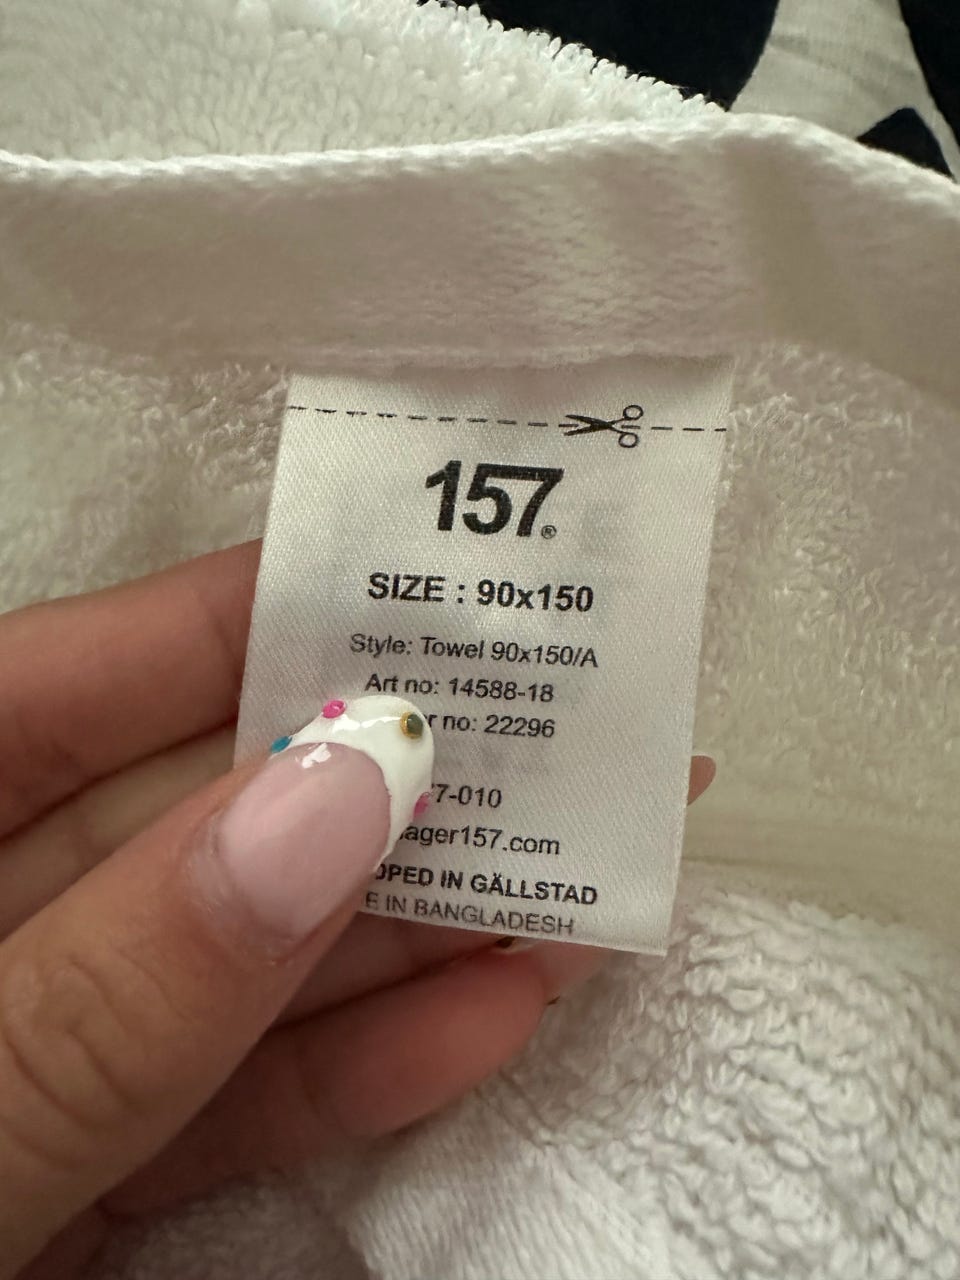 157®
SIZE : 90x150
Style: Towel 90x150/A
Art no: 14588-18
no: 22296
7-010
ager157.com
OPED IN GÄLLSTAD
E IN BANGLADESH